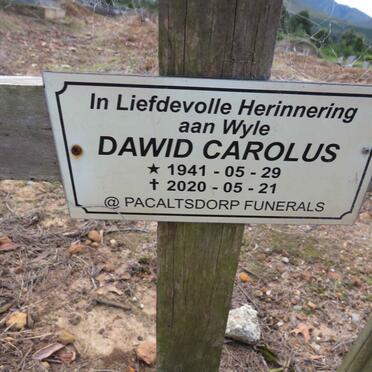 In Liefdevolle Herinnering
aan Wyle
DAWID CAROLUS
★ 1941 - 05 - 29
✝ 2020 - 05 - 21
@ PACALTSDORP FUNERALS